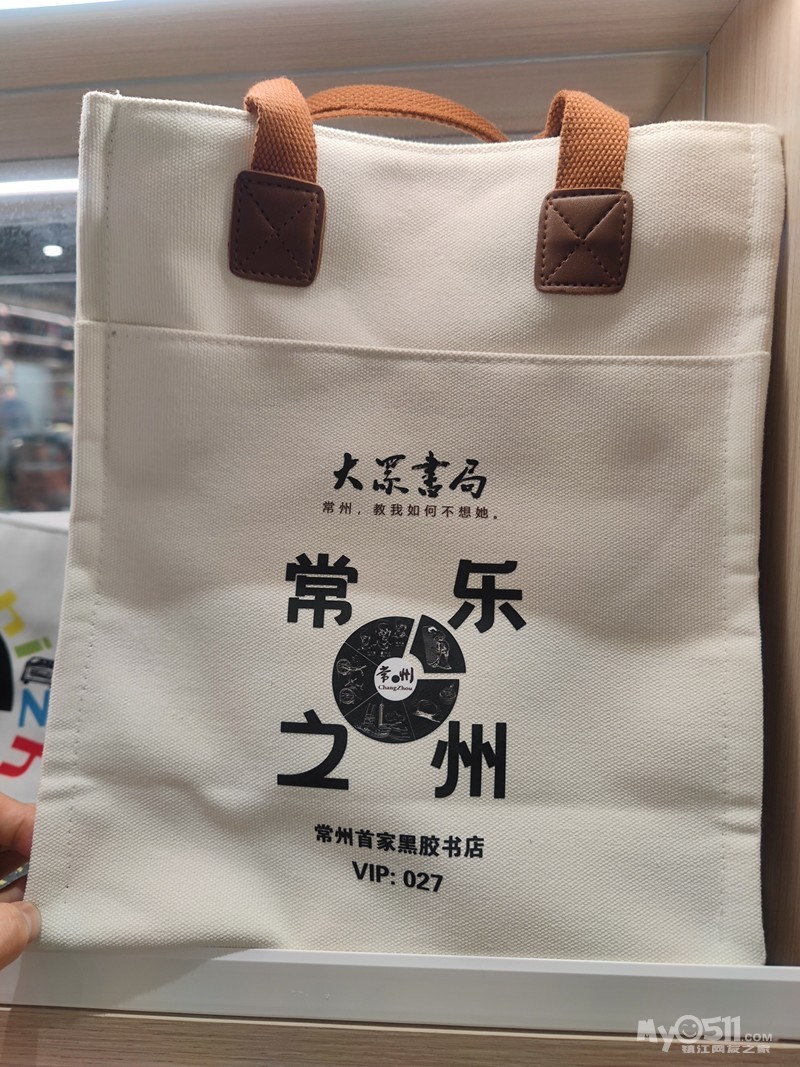 大眾書局
常州，教我如何不想她。
常 乐
常州
ChangZhou
之 州
常州首家黑胶书店
VIP: 027
My0511.COM
镇江网友之家